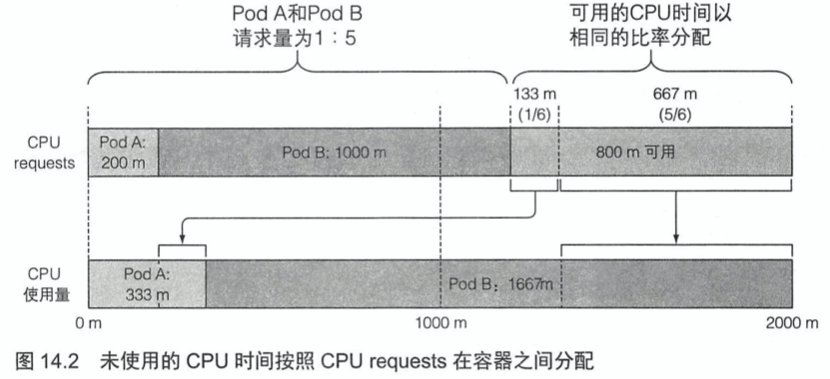 Pod A和Pod B
请求量为1：5
可用的CPU时间以
相同的比率分配
133 m
(1/6)
667 m
(5/6)
CPU
requests
Pod A:
200 m
Pod B: 1000 m
800 m 可用
CPU
使用量
Pod A:
333 m
Pod B：1667m
0 m
1000 m
2000 m
图 14.2 未使用的 CPU 时间按照 CPU requests 在容器之间分配